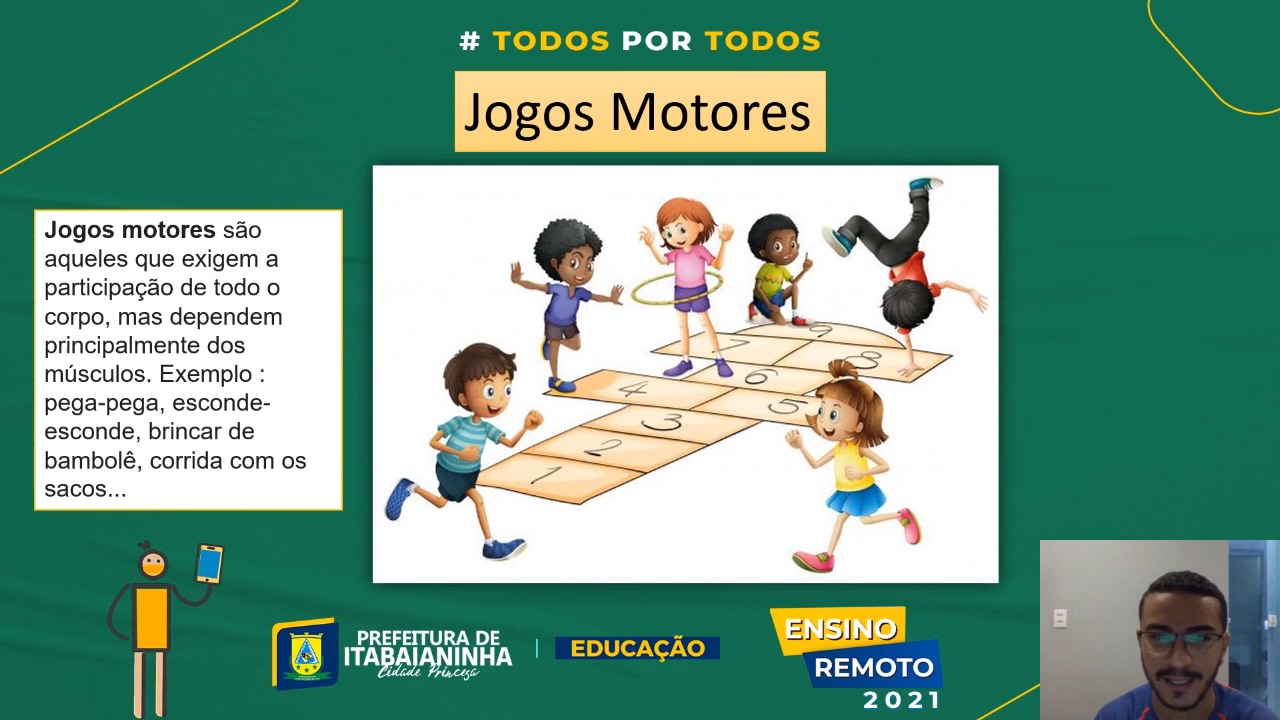 # TODOS POR TODOS
Jogos Motores
Jogos motores são
aqueles que exigem a
participação de todo o
corpo, mas dependem
principalmente dos
músculos. Exemplo :
pega-pega, esconde-
esconde, brincar de
bambolê, corrida com os
sacos...
9
7
8
6
4
5
3
2
1
PREFEITURA DE
ITABAIANINHA
Cidade Princesa
EDUCAÇÃO
ENSINO
REMOTO
2021